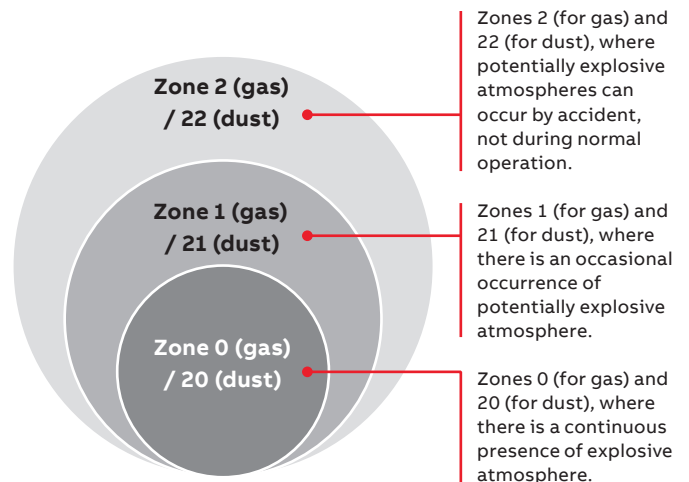 Zone 2 (gas)
/ 22 (dust)
Zones 2 (for gas) and
22 (for dust), where
potentially explosive
atmospheres can
occur by accident,
not during normal
operation.
Zone 1 (gas)
/ 21 (dust)
Zones 1 (for gas) and
21 (for dust), where
there is an occasional
occurrence of
potentially explosive
atmosphere.
Zone 0 (gas)
/ 20 (dust)
Zones 0 (for gas) and
20 (for dust), where
there is a continuous
presence of explosive
atmosphere.